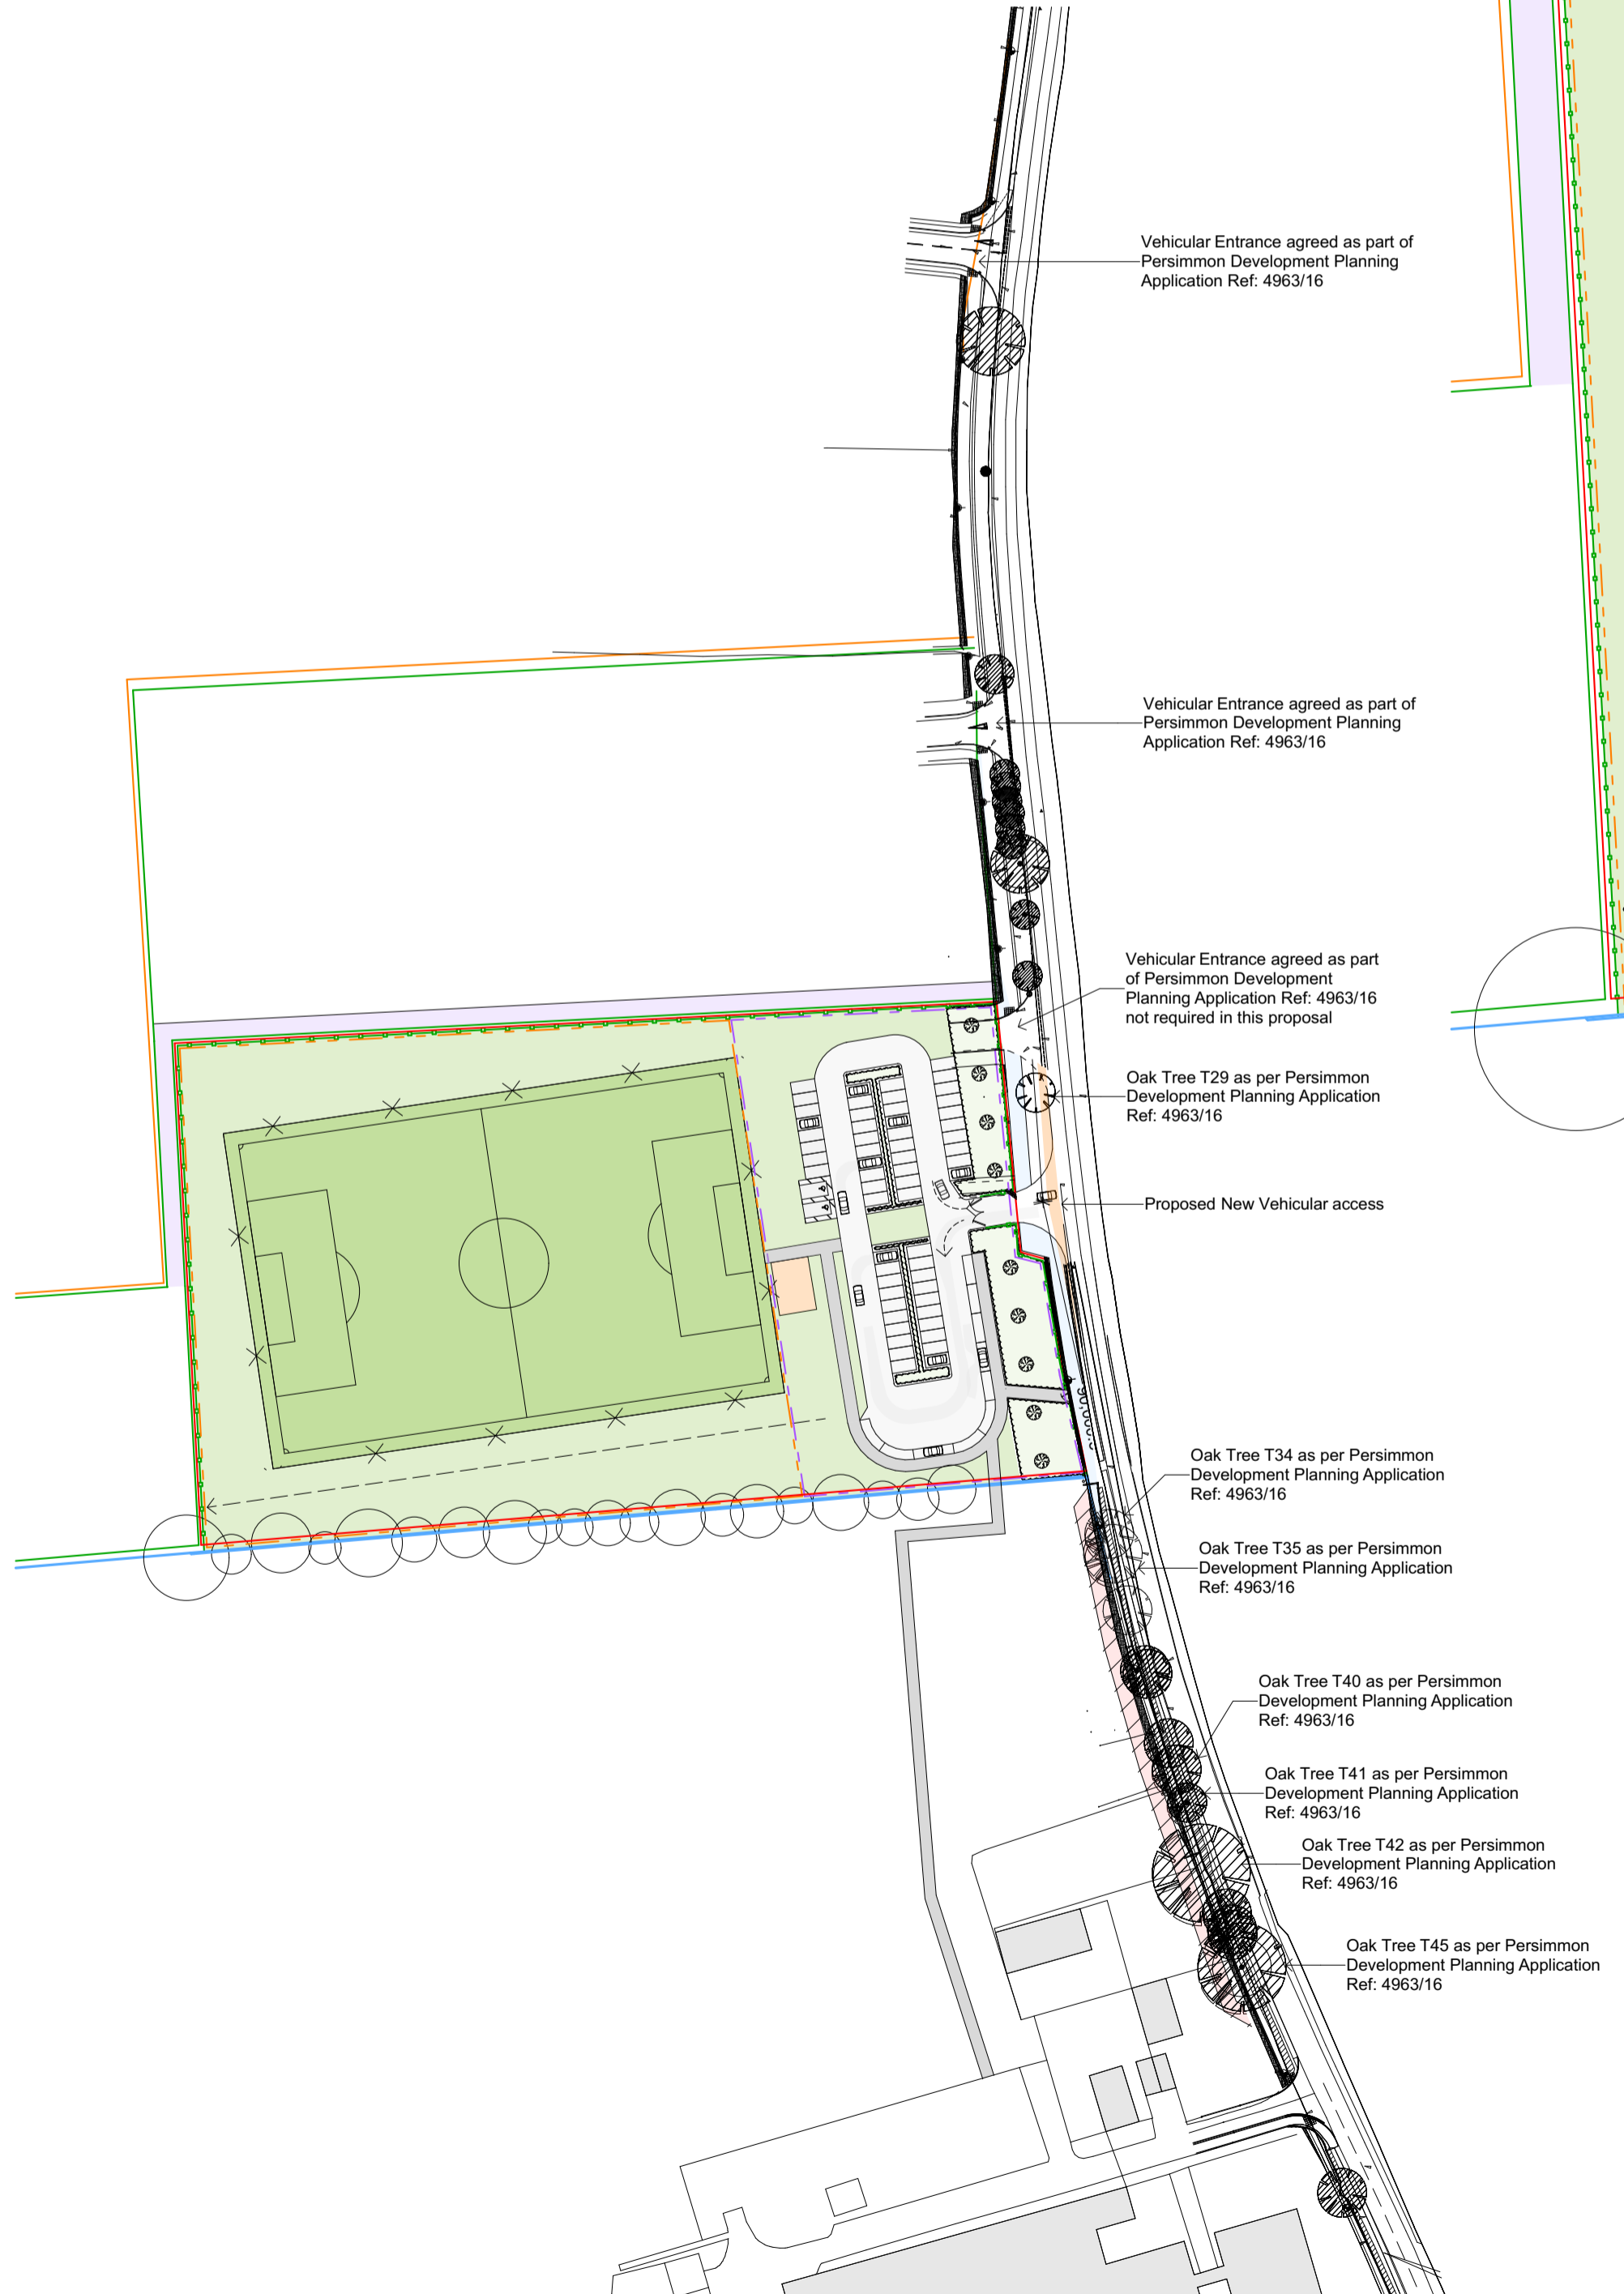 Vehicular Entrance agreed as part of
Persimmon Development Planning
Application Ref: 4963/16
Vehicular Entrance agreed as part of
Persimmon Development Planning
Application Ref: 4963/16
Vehicular Entrance agreed as part
of Persimmon Development
Planning Application Ref: 4963/16
not required in this proposal
Oak Tree T29 as per Persimmon
Development Planning Application
Ref: 4963/16
Proposed New Vehicular access
Oak Tree T34 as per Persimmon
Development Planning Application
Ref: 4963/16
Oak Tree T35 as per Persimmon
Development Planning Application
Ref: 4963/16
Oak Tree T40 as per Persimmon
Development Planning Application
Ref: 4963/16
Oak Tree T41 as per Persimmon
Development Planning Application
Ref: 4963/16
Oak Tree T42 as per Persimmon
Development Planning Application
Ref: 4963/16
Oak Tree T45 as per Persimmon
Development Planning Application
Ref: 4963/16